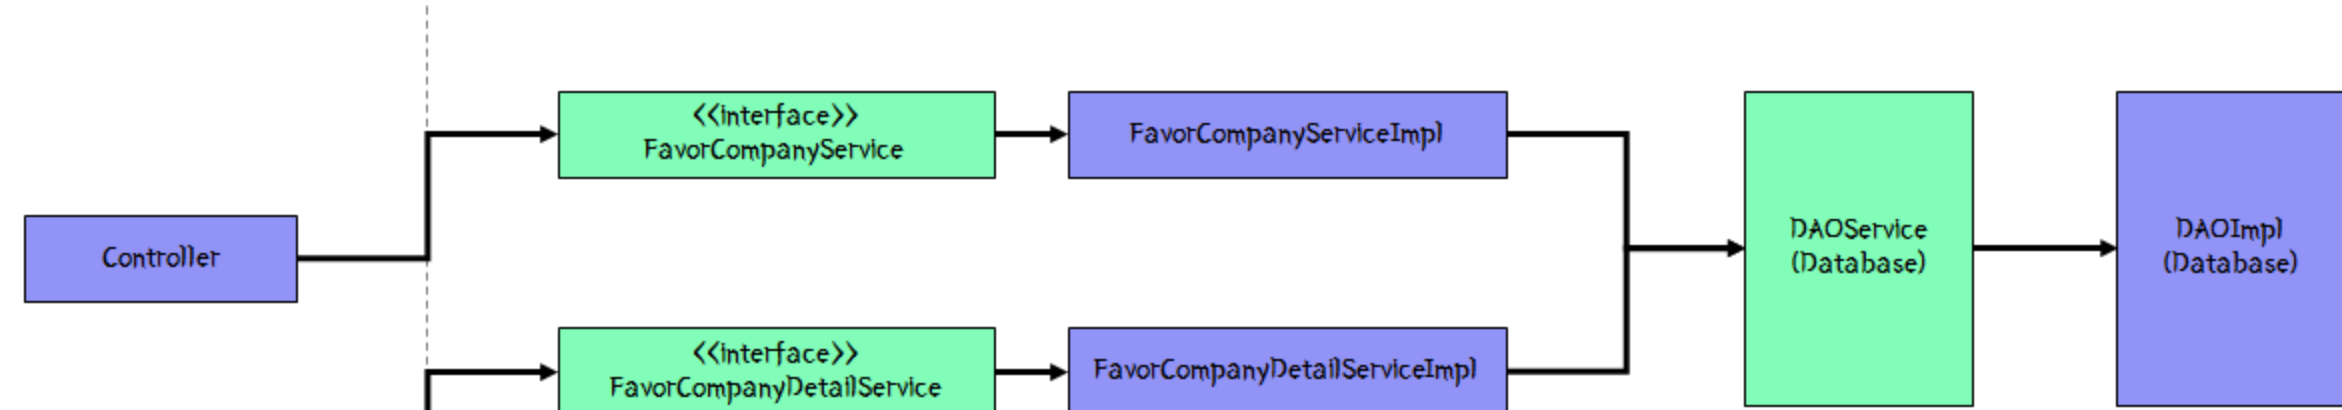 <<interface>>
FavorCompanyService
FavorCompanyServiceImpl
Controller
DAOService
(Database)
DAOImpl
(Database)
<<interface>>
FavorCompanyDetailService
FavorCompanyDetailServiceImpl